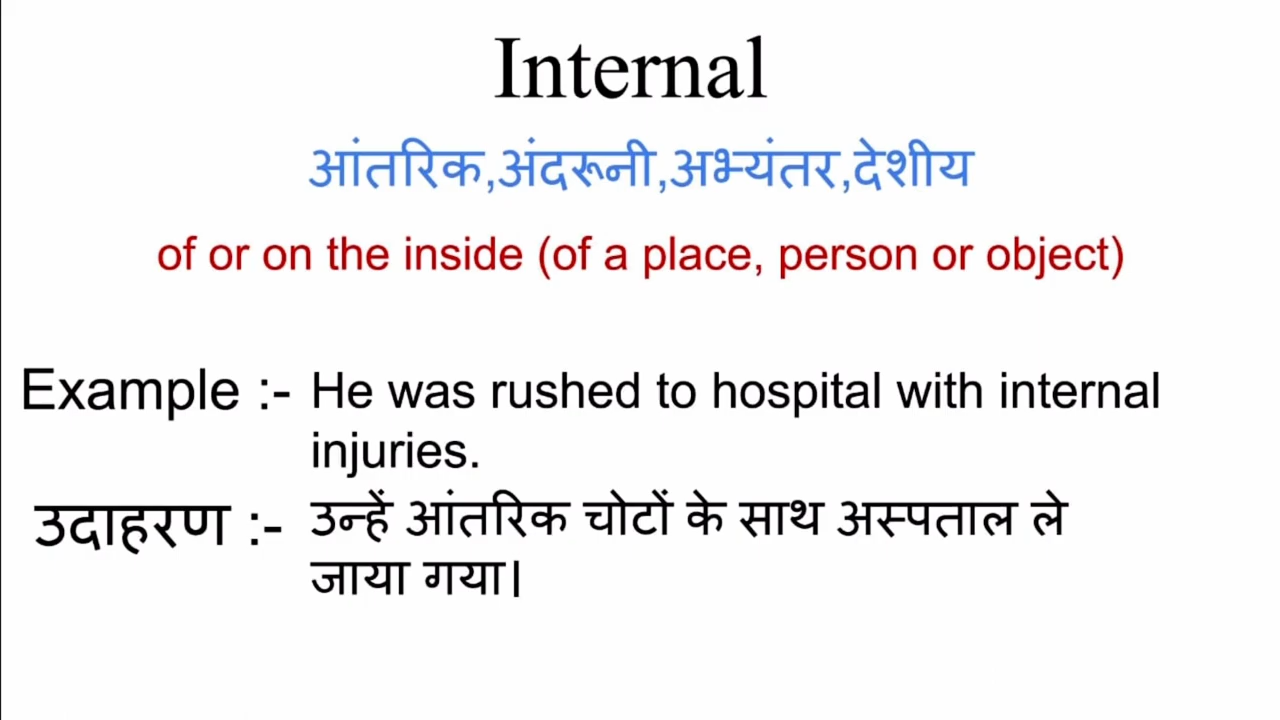 Internal
आंतरिक,अंदरूनी,अभ्यंतर,देशीय
of or on the inside (of a place, person or object)
Example :- He was rushed to hospital with internal
injuries.
उदाहरण :- उन्हें आंतरिक चोटों के साथ अस्पताल ले
जाया गया।